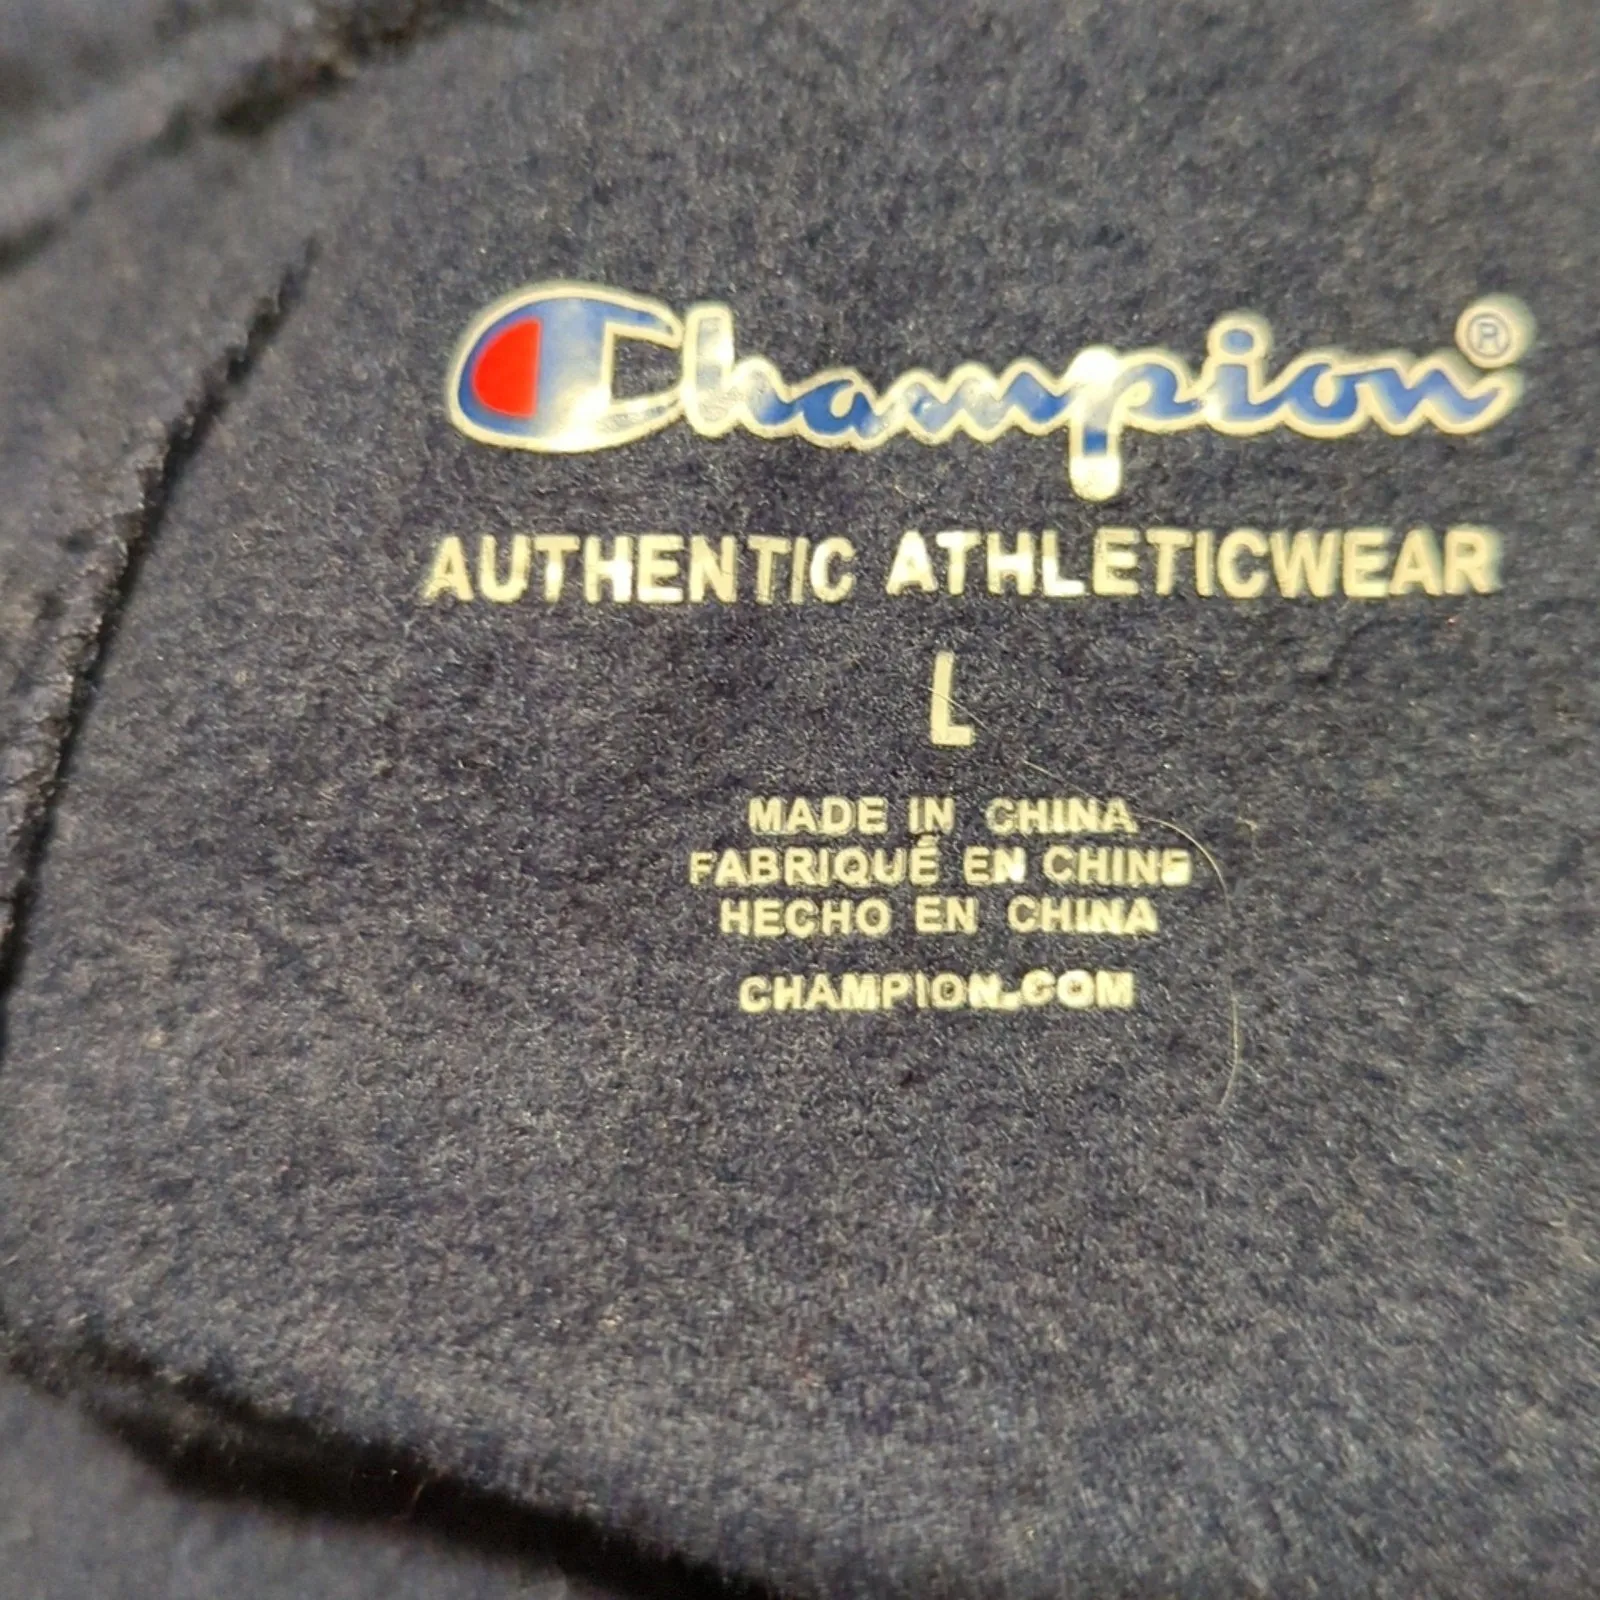 Champion®
AUTHENTIC ATHLETICWEAR
L
MADE IN CHINA
FABRIQUÉ EN CHINE
HECHO EN CHINA
CHAMPION.COM